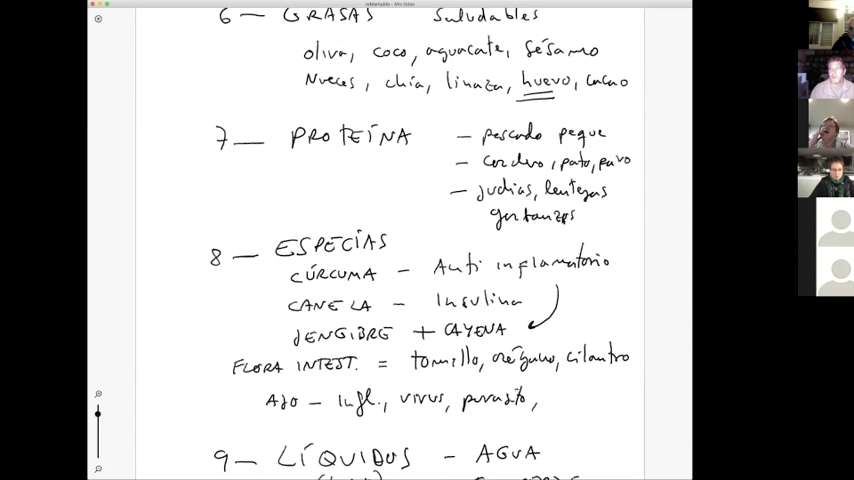 6 — GRASAS Saludables
oliva, coco, aguacate, sésamo
Nueces, chía, linaza, huevo, cacao
7 — PROTEÍNA — pescado peque
— cordero, pato, pavo
— judías, lentejas
garbanzos
8 — ESPECÍAS
CÚRCUMA — Anti inflamatorio
CANELA — Insulina
JENGIBRE + CAYENA
FLORA INTEST. = tomillo, orégano, cilantro
AJO — Infl., virus, parasito,
9 — LÍQUIDOS — AGUA